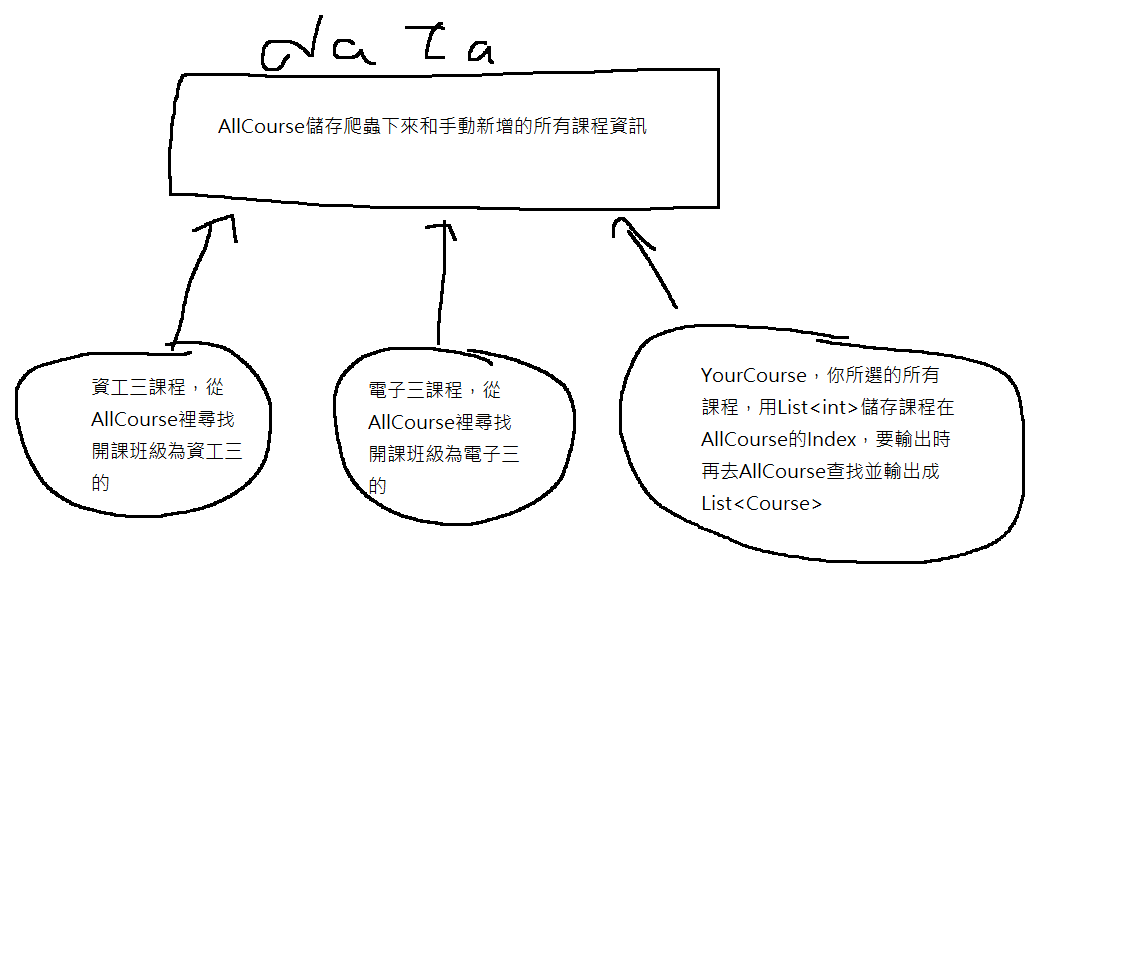 data
AllCourse儲存爬蟲下來和手動新增的所有課程資訊
資工三課程，從
AllCourse裡尋找
開課班級為資工三
的
電子三課程，從
AllCourse裡尋找
開課班級為電子三
的
YourCourse，你所選的所有
課程，用List<int>儲存課程在
AllCourse的Index，要輸出時
再去AllCourse查找並輸出成
List<Course>